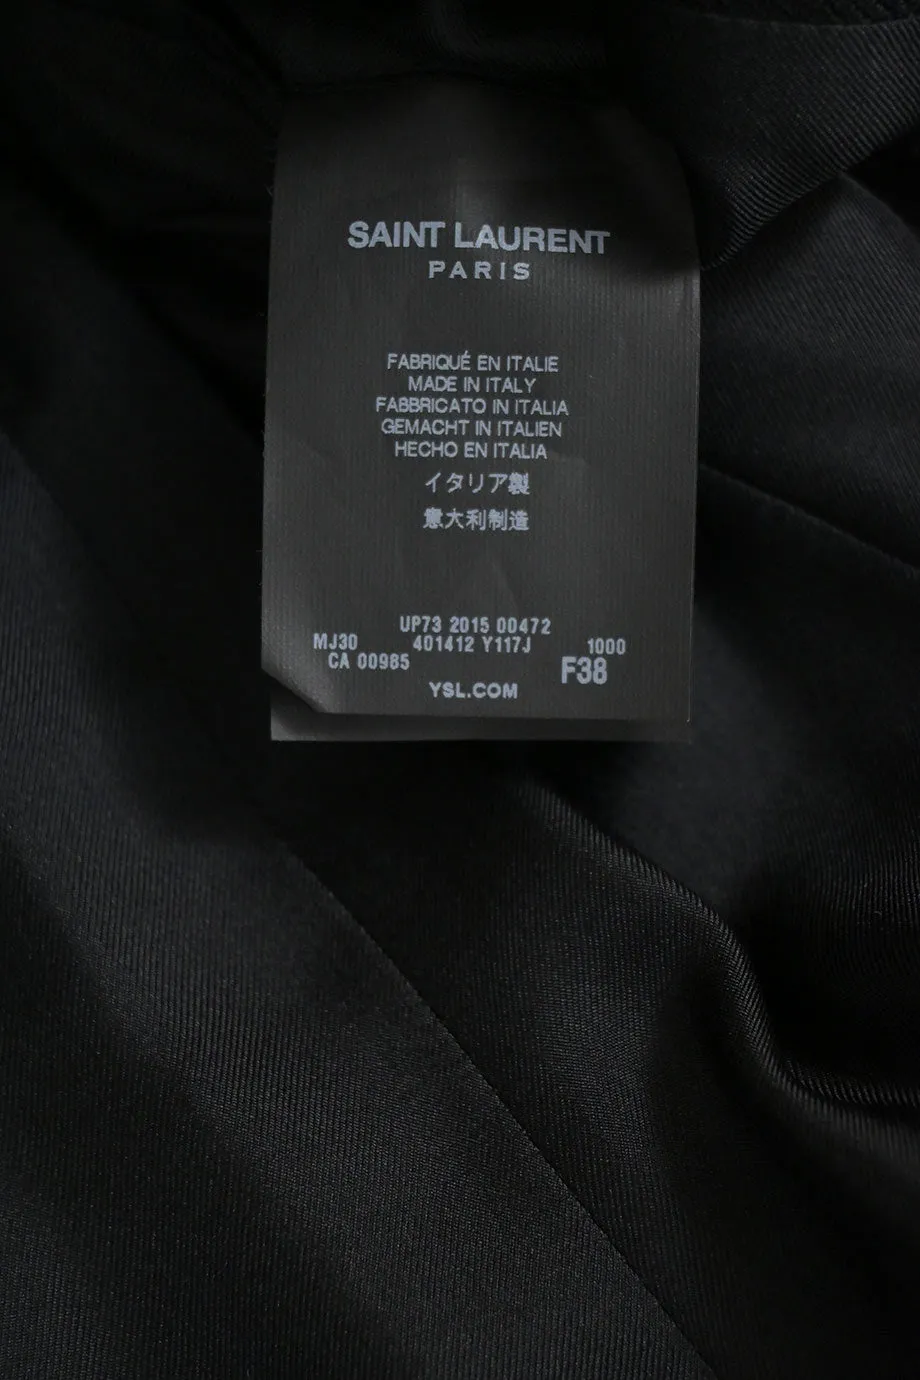 SAINT LAURENT
PARIS
FABRIQUÉ EN ITALIE
MADE IN ITALY
FABBRICATO IN ITALIA
GEMACHT IN ITALIEN
HECHO EN ITALIA
イタリア製
意大利制造
UP73 2015 00472
MJ30 401412 Y117J 1000
CA 00985 F38
YSL.COM